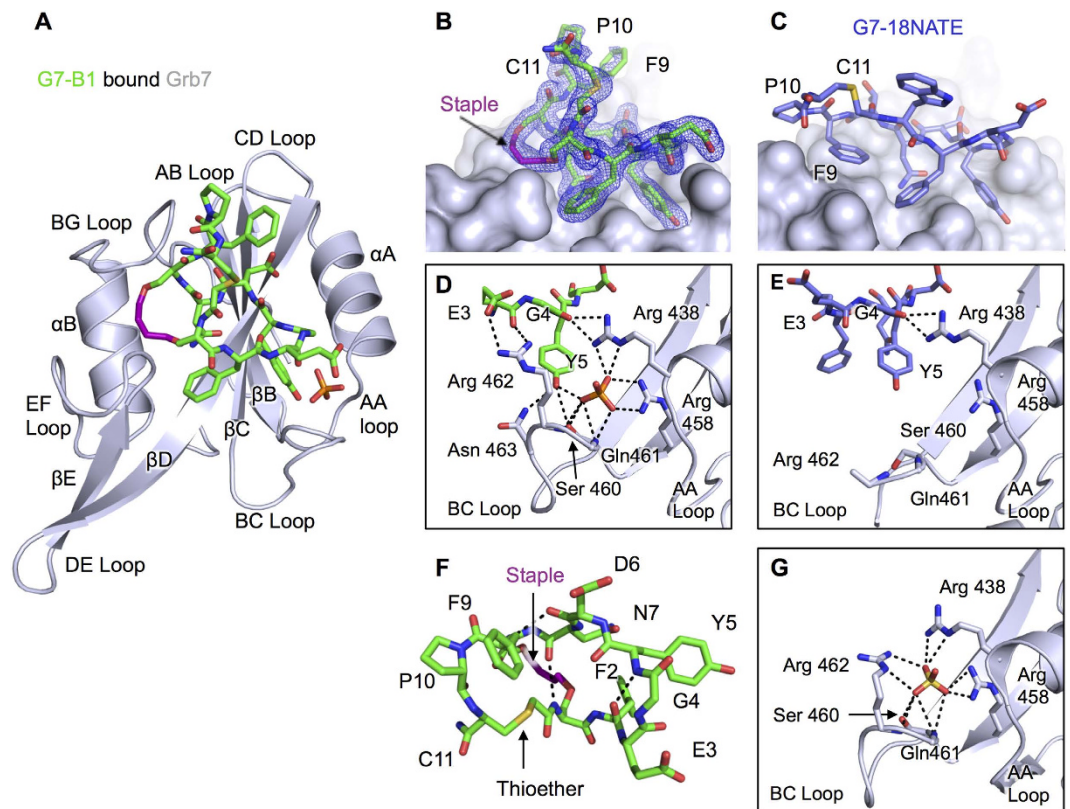 A
G7-B1 bound Grb7
CD Loop
AB Loop
BG Loop
αA
αB
EF
Loop
βB
βC
AA
loop
βE
βD
BC Loop
DE Loop
B
P10
C11
F9
Staple
C
G7-18NATE
C11
P10
F9
D
E3
G4
Arg 438
Y5
Arg 462
Arg
458
Asn 463
Gln461
Ser 460
BC Loop
AA
Loop
E
G4
E3
Arg 438
Y5
Arg
458
Ser 460
Arg 462
Gln461
AA
Loop
BC Loop
F
Staple
D6
F9
N7
Y5
P10
F2
G4
C11
E3
Thioether
G
Arg 438
Arg 462
Arg
458
Ser 460
Gln461
BC Loop
AA
Loop